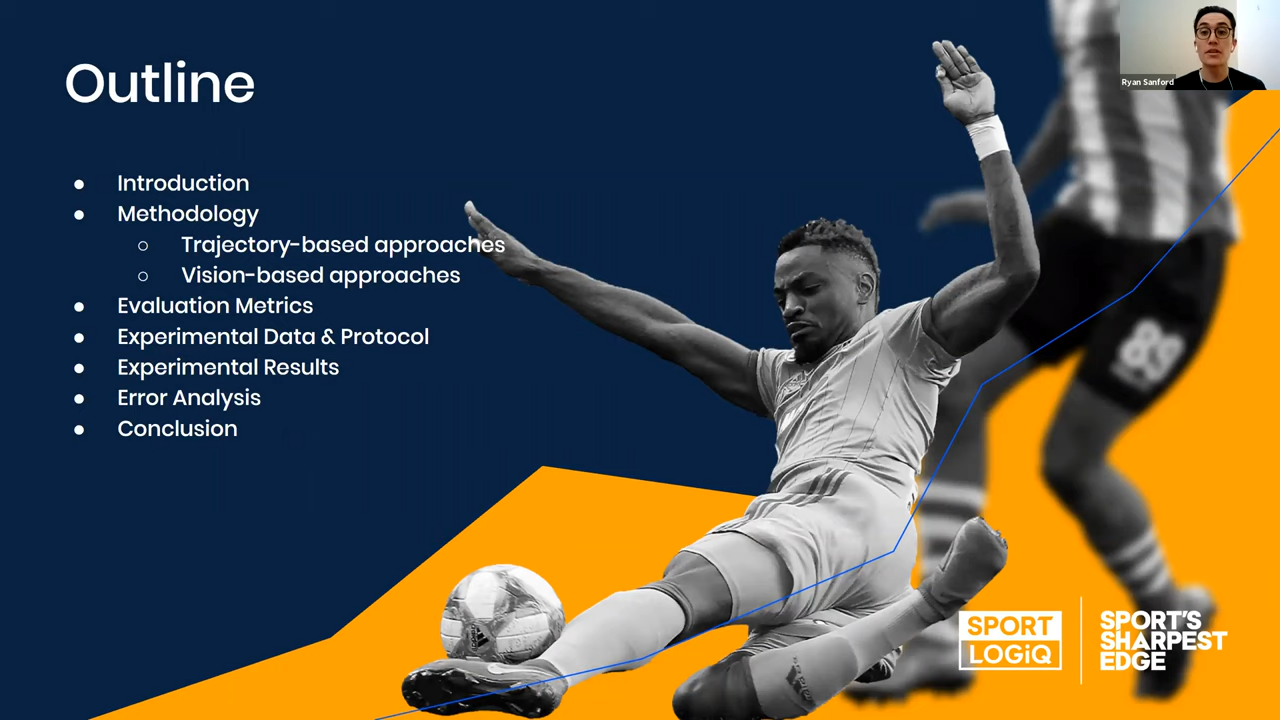 Outline
Ryan Sanford
● Introduction
● Methodology
○ Trajectory-based approaches
○ Vision-based approaches
● Evaluation Metrics
● Experimental Data & Protocol
● Experimental Results
● Error Analysis
● Conclusion
89
SPORT
LOGiQ
SPORT'S
SHARPEST
EDGE